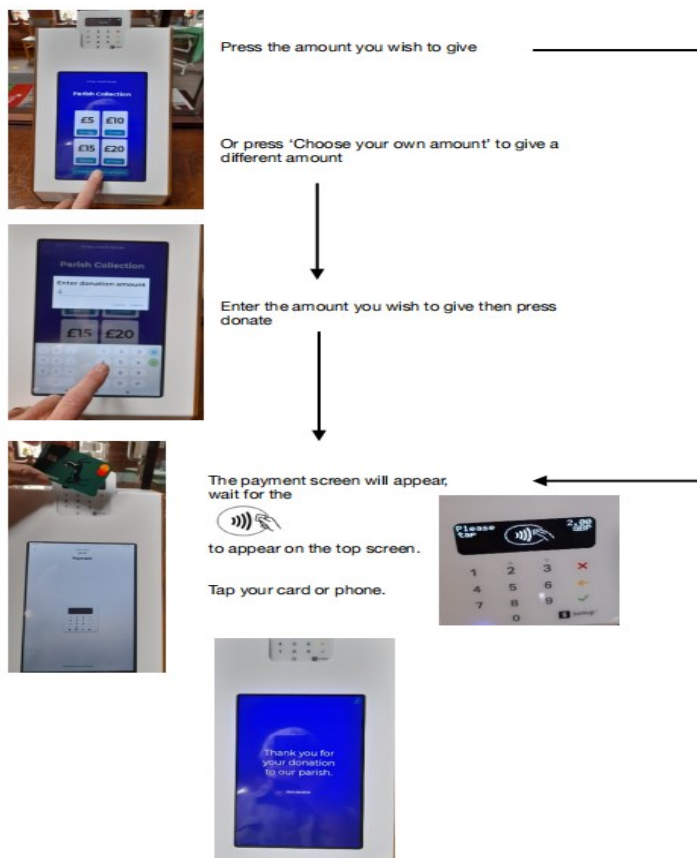 Press the amount you wish to give
Parish Collection
£5 £10
£15 £20
Or press ‘Choose your own amount’ to give a
different amount
Parish Collection
Enter donation amount
£15 £20
Enter the amount you wish to give then press
donate
The payment screen will appear,
wait for the
to appear on the top screen.
Tap your card or phone.
Payment
Please
tap
2.00
GBP
1 2 3
4 5 6
7 8 9
0
Thank you for
your donation
to our parish.